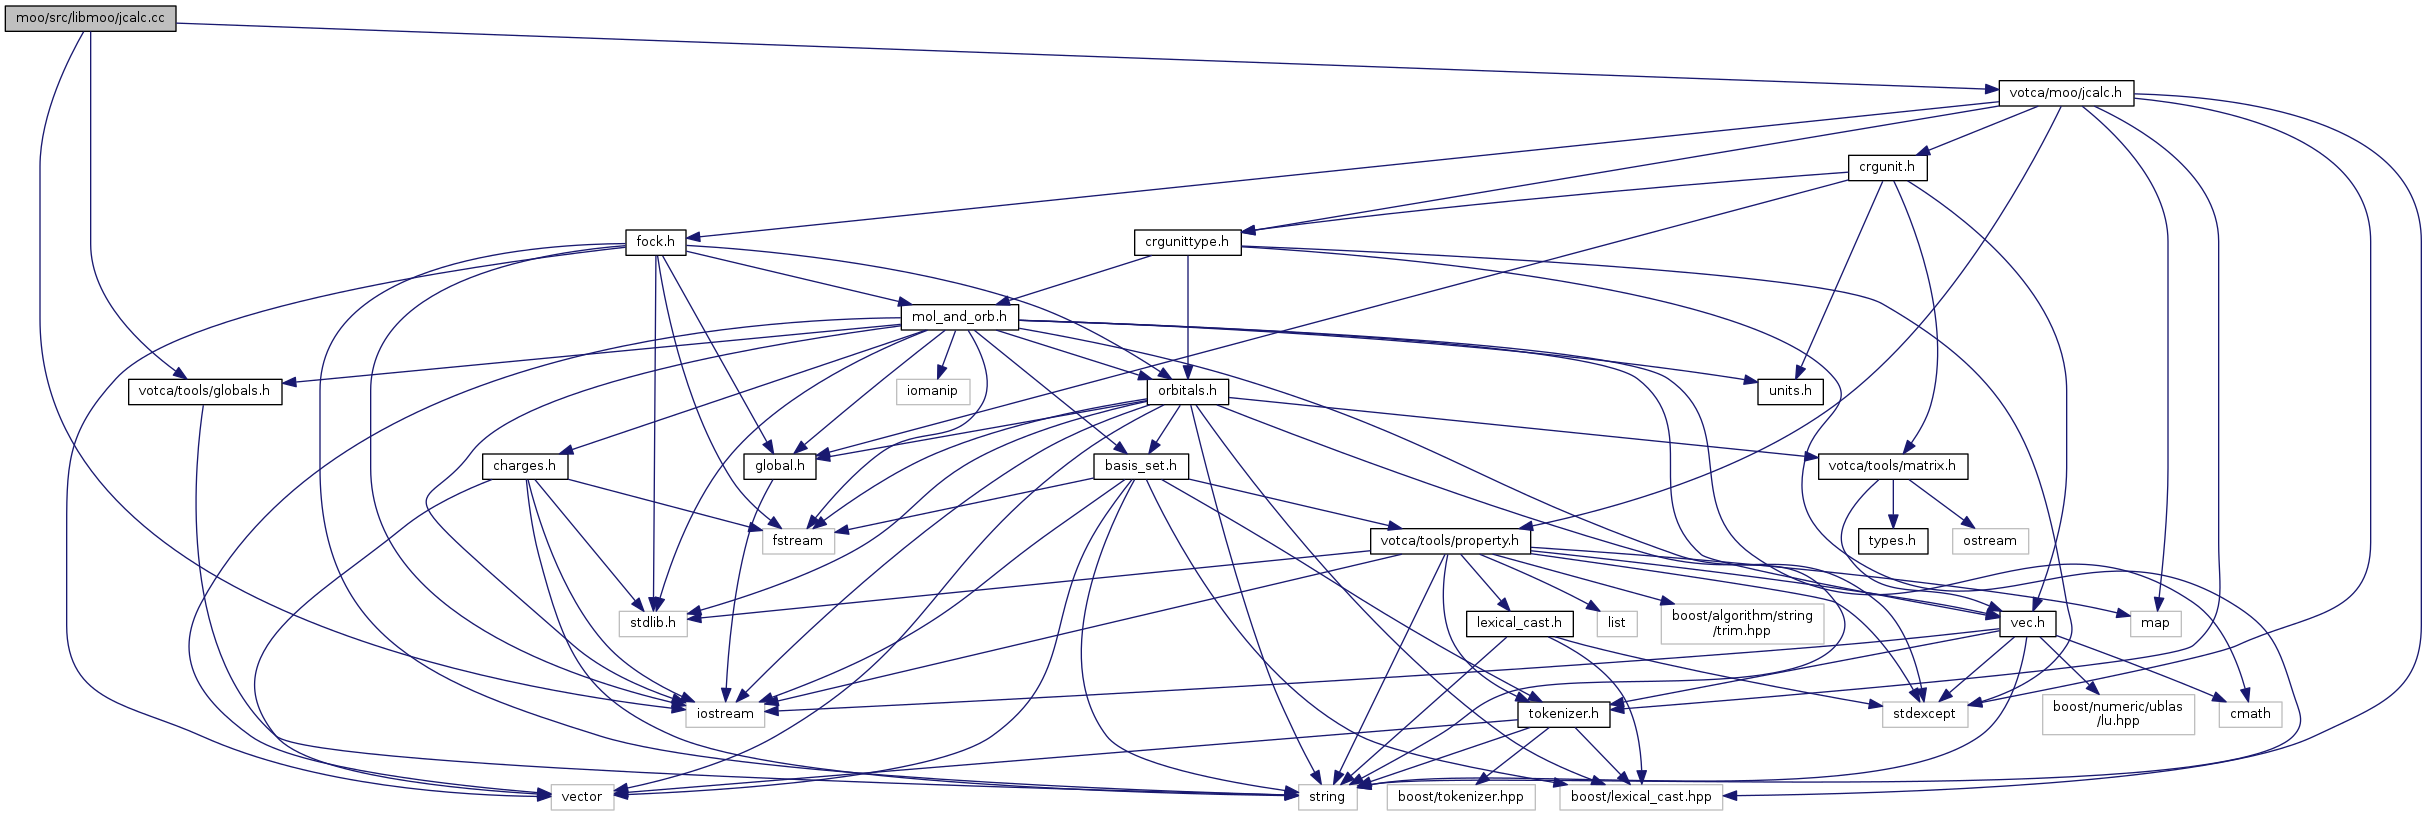 moo/src/libmoo/jcalc.cc
votca/moo/jcalc.h
crgunit.h
fock.h
crgunittype.h
mol_and_orb.h
votca/tools/globals.h
iomanip
orbitals.h
units.h
charges.h
global.h
basis_set.h
votca/tools/matrix.h
fstream
votca/tools/property.h
types.h
ostream
stdlib.h
lexical_cast.h
list
boost/algorithm/string
/trim.hpp
vec.h
map
iostream
tokenizer.h
stdexcept
boost/numeric/ublas
/lu.hpp
cmath
vector
string
boost/tokenizer.hpp
boost/lexical_cast.hpp